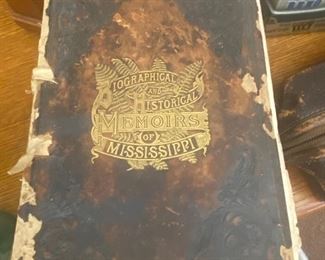 BIOGRAPHICAL
AND
HISTORICAL
MEMOIRS
OF
MISSISSIPPI